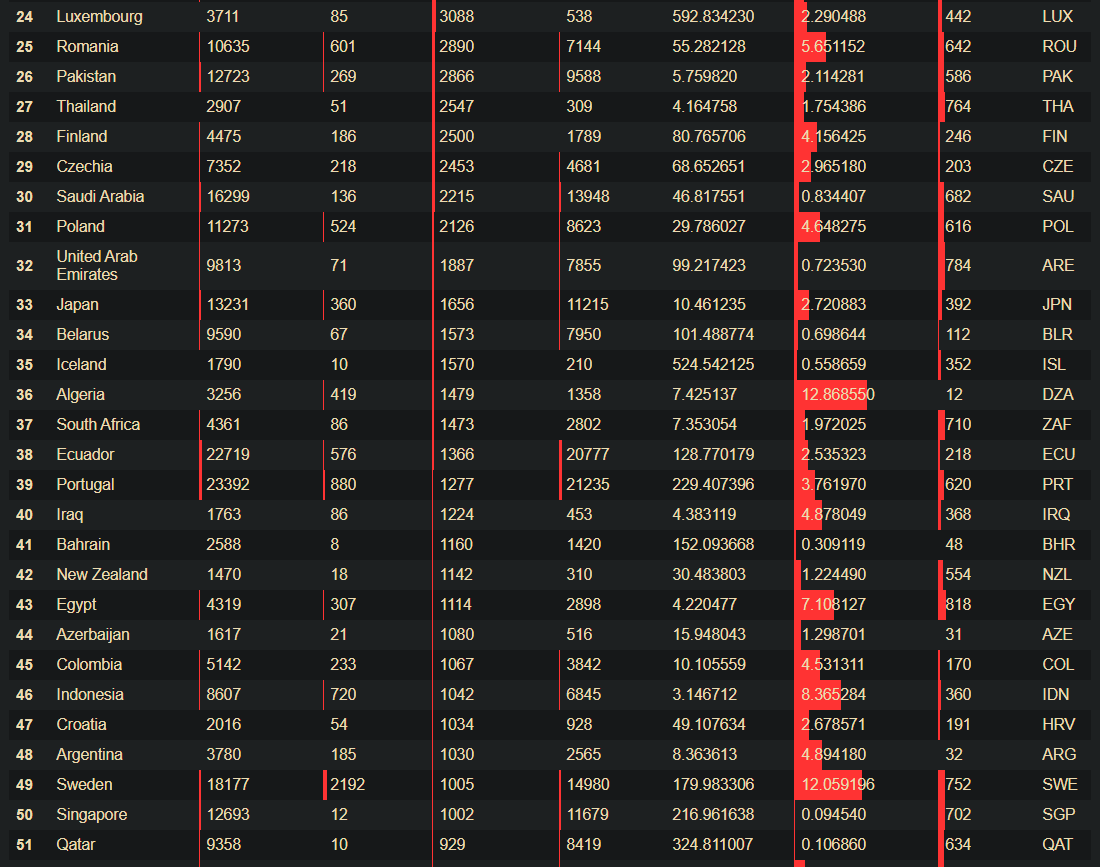 24 Luxembourg 3711 85 3088 538 592.834230 2.290488 442 LUX
25 Romania 10635 601 2890 7144 55.282128 5.651152 642 ROU
26 Pakistan 12723 269 2866 9588 5.759820 2.114281 586 PAK
27 Thailand 2907 51 2547 309 4.164758 1.754386 764 THA
28 Finland 4475 186 2500 1789 80.765706 4.156425 246 FIN
29 Czechia 7352 218 2453 4681 68.652651 2.965180 203 CZE
30 Saudi Arabia 16299 136 2215 13948 46.817551 0.834407 682 SAU
31 Poland 11273 524 2126 8623 29.786027 4.648275 616 POL
32 United Arab Emirates 9813 71 1887 7855 99.217423 0.723530 784 ARE
33 Japan 13231 360 1656 11215 10.461235 2.720883 392 JPN
34 Belarus 9590 67 1573 7950 101.488774 0.698644 112 BLR
35 Iceland 1790 10 1570 210 524.542125 0.558659 352 ISL
36 Algeria 3256 419 1479 1358 7.425137 12.868550 12 DZA
37 South Africa 4361 86 1473 2802 7.353054 1.972025 710 ZAF
38 Ecuador 22719 576 1366 20777 128.770179 2.535323 218 ECU
39 Portugal 23392 880 1277 21235 229.407396 3.761970 620 PRT
40 Iraq 1763 86 1224 453 4.383119 4.878049 368 IRQ
41 Bahrain 2588 8 1160 1420 152.093668 0.309119 48 BHR
42 New Zealand 1470 18 1142 310 30.483803 1.224490 554 NZL
43 Egypt 4319 307 1114 2898 4.220477 7.108127 818 EGY
44 Azerbaijan 1617 21 1080 516 15.948043 1.298701 31 AZE
45 Colombia 5142 233 1067 3842 10.105559 4.531311 170 COL
46 Indonesia 8607 720 1042 6845 3.146712 8.365284 360 IDN
47 Croatia 2016 54 1034 928 49.107634 2.678571 191 HRV
48 Argentina 3780 185 1030 2565 8.363613 4.894180 32 ARG
49 Sweden 18177 2192 1005 14980 179.983306 12.059196 752 SWE
50 Singapore 12693 12 1002 11679 216.961638 0.094540 702 SGP
51 Qatar 9358 10 929 8419 324.811007 0.106860 634 QAT